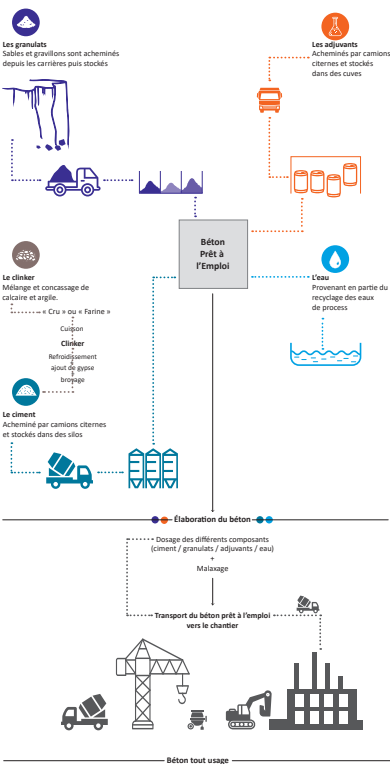 Les granulats
Sables et gravillons sont acheminés
depuis les carrières puis stockés
Les adjuvants
Acheminés par camions
citernes et stockés
dans des cuves
Béton
Prêt à
l'Emploi
Le clinker
Mélange et concassage de
calcaire et argile.
« Cru » ou « Farine »
Cuisson
Clinker
Refroidissement
ajout de gypse
broyage
L'eau
Provenant en partie du
recyclage des eaux
de process
Le ciment
Acheminé par camions citernes
et stockés dans des silos
Élaboration du béton
Dosage des différents composants
(ciment / granulats / adjuvants / eau)
+
Malaxage
Transport du béton prêt à l'emploi
vers le chantier
Béton tout usage